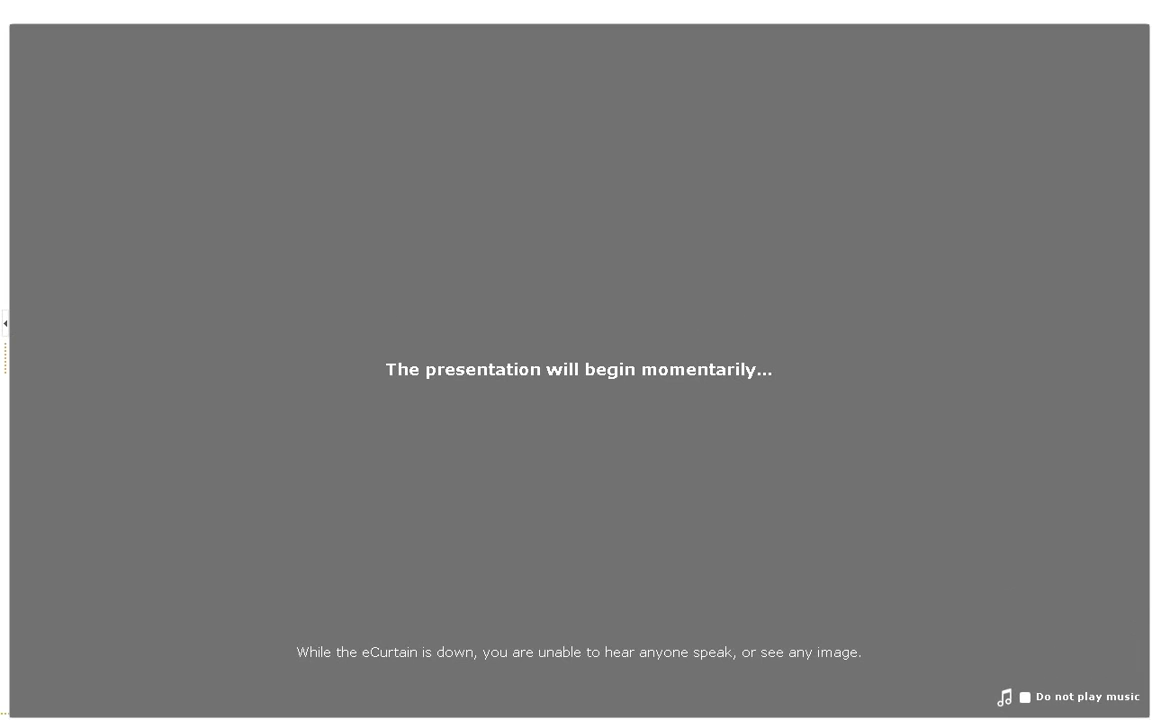 The presentation will begin momentarily...
While the eCurtain is down, you are unable to hear anyone speak, or see any image.
Do not play music